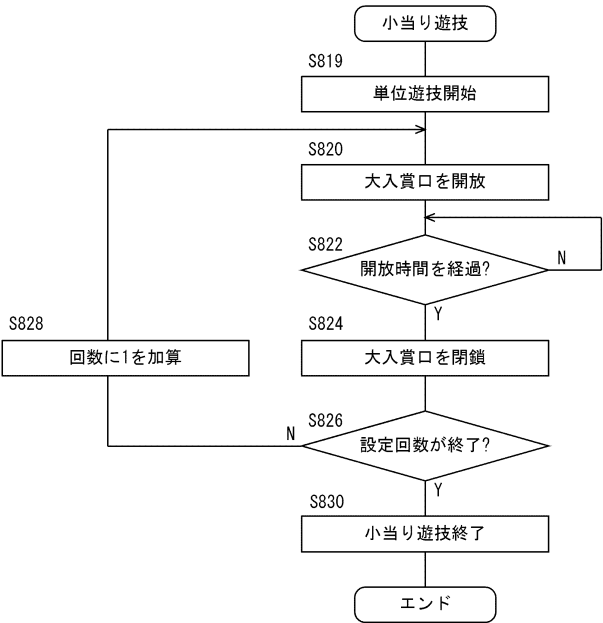 小当り遊技
S819
単位遊技開始
S820
大入賞口を開放
S822
開放時間を経過?
N
Y
S828
回数に1を加算
S824
大入賞口を閉鎖
S826
設定回数が終了?
N
Y
S830
小当り遊技終了
エンド